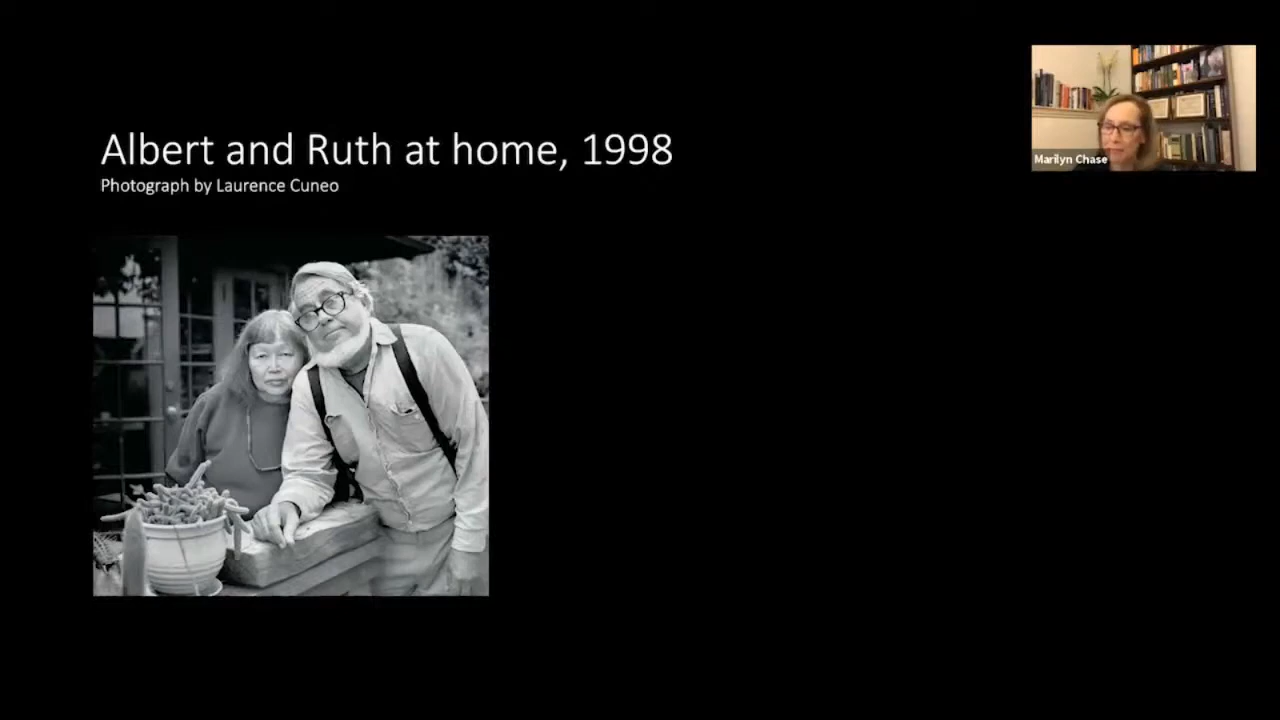 Albert and Ruth at home, 1998
Photograph by Laurence Cuneo
Marilyn Chase